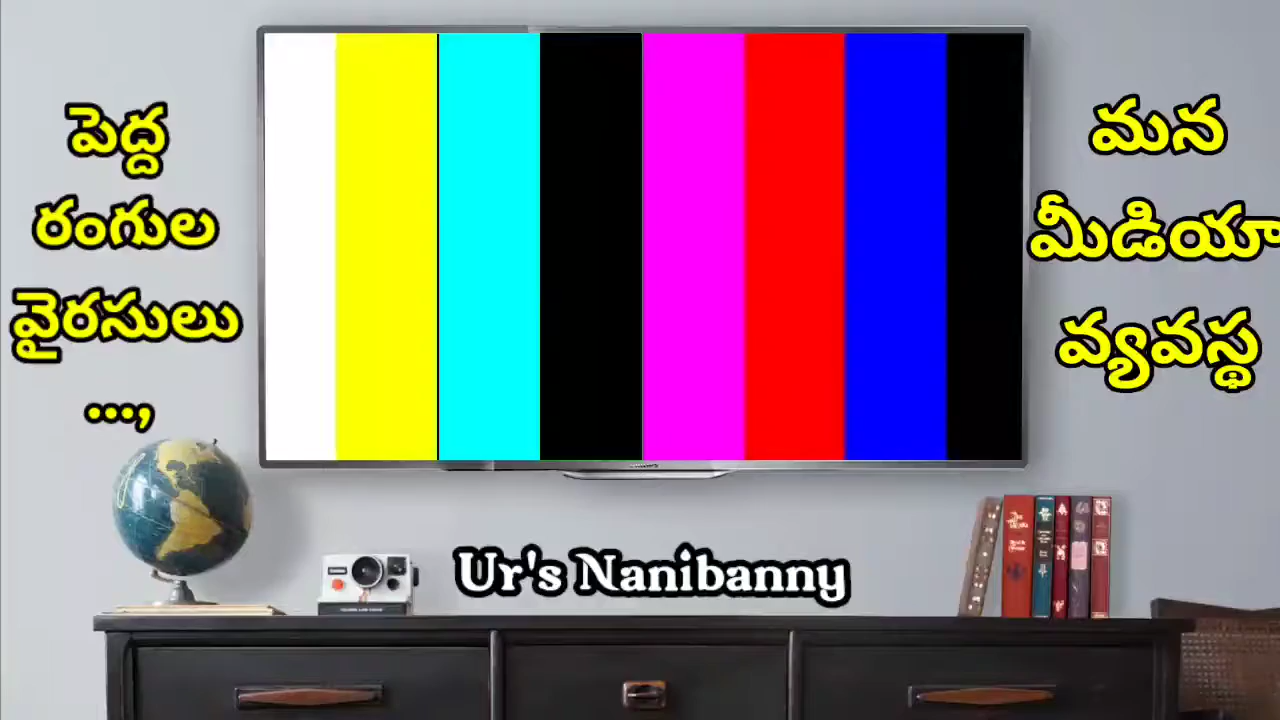 పెద్ద
రంగుల
వైరసులు
...,
మన
మీడియా
వ్యవస్థ
Ur's Nanibanny